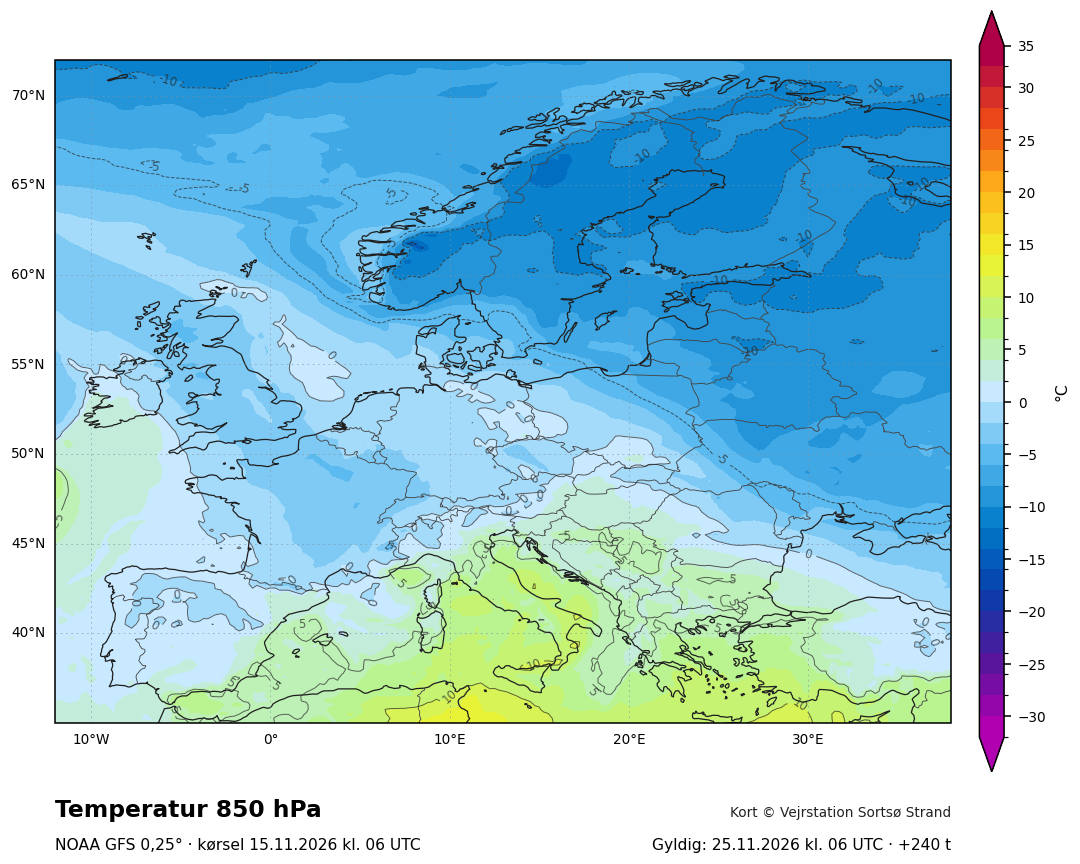 70°N
65°N
60°N
55°N
50°N
45°N
40°N
10°W
0°
10°E
20°E
30°E
35
30
25
20
15
10
5
0
−5
−10
−15
−20
−25
−30
°C
Temperatur 850 hPa
Kort © Vejrstation Sortsø Strand
NOAA GFS 0,25° · kørsel 15.11.2026 kl. 06 UTC
Gyldig: 25.11.2026 kl. 06 UTC · +240 t